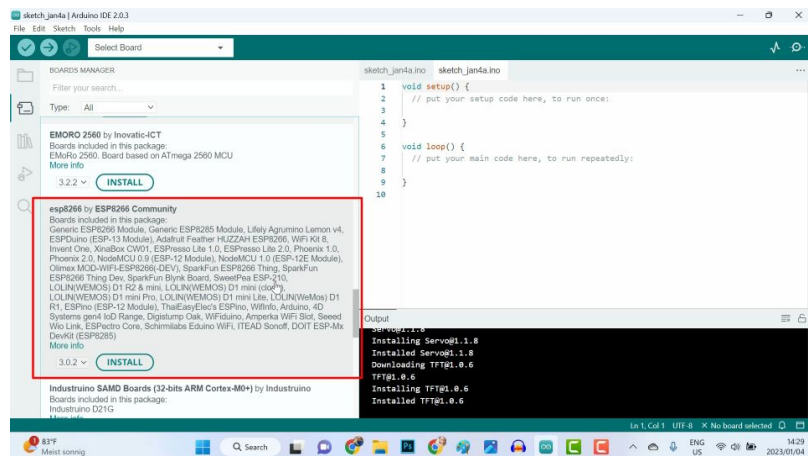 sketch_jan4a | Arduino IDE 2.0.3
File Edit Sketch Tools Help
Select Board
BOARDS MANAGER
Filter your search...
Type: All
EMORO 2560 by Inovatic-ICT
Boards included in this package:
EMoRo 2560. Board based on ATmega 2560 MCU
More info
3.2.2
INSTALL
esp8266 by ESP8266 Community
Boards included in this package:
Generic ESP8266 Module, Generic ESP8285 Module, Lifely Agrumino Lemon v4,
ESPDuino (ESP-13 Module), Adafruit Feather HUZZAH ESP8266, WiFi Kit 8,
Invent One, XinaBox CW01, ESPresso Lite 1.0, ESPresso Lite 2.0, Phoenix 1.0,
Phoenix 2.0, NodeMCU 0.9 (ESP-12 Module), NodeMCU 1.0 (ESP-12E Module),
Olimex MOD-WIFI-ESP8266(-DEV), SparkFun ESP8266 Thing, SparkFun
ESP8266 Thing Dev, SparkFun Blynk Board, SweetPea ESP-210,
LOLIN(WEMOS) D1 R2 & mini, LOLIN(WEMOS) D1 mini (clone),
LOLIN(WEMOS) D1 mini Pro, LOLIN(WEMOS) D1 mini Lite, LOLIN(WeMos) D1
R1, ESPino (ESP-12 Module), ThaiEasyElec's ESPino, WifInfo, Arduino, 4D
Systems gen4 IoD Range, Digistump Oak, WiFiduino, Amperka WiFi Slot, Seeed
Wio Link, ESPectro Core, Schirmilabs Eduino WiFi, ITEAD Sonoff, DOIT ESP-Mx
DevKit (ESP8285)
More info
3.0.2
INSTALL
Industruino SAMD Boards (32-bits ARM Cortex-M0+) by Industruino
Boards included in this package:
Industruino D21G
More info
sketch_jan4a.ino sketch_jan4a.ino
1 void setup() {
2 // put your setup code here, to run once:
3
4 }
5
6 void loop() {
7 // put your main code here, to run repeatedly:
8
9 }
10
Output
Servo@1.1.8
Installing Servo@1.1.8
Installed Servo@1.1.8
Downloading TFT@1.0.6
TFT@1.0.6
Installing TFT@1.0.6
Installed TFT@1.0.6
Ln 1, Col 1 UTF-8 No board selected
83°F
Meist sonnig
Search
ENG
US
14:29
2023/01/04